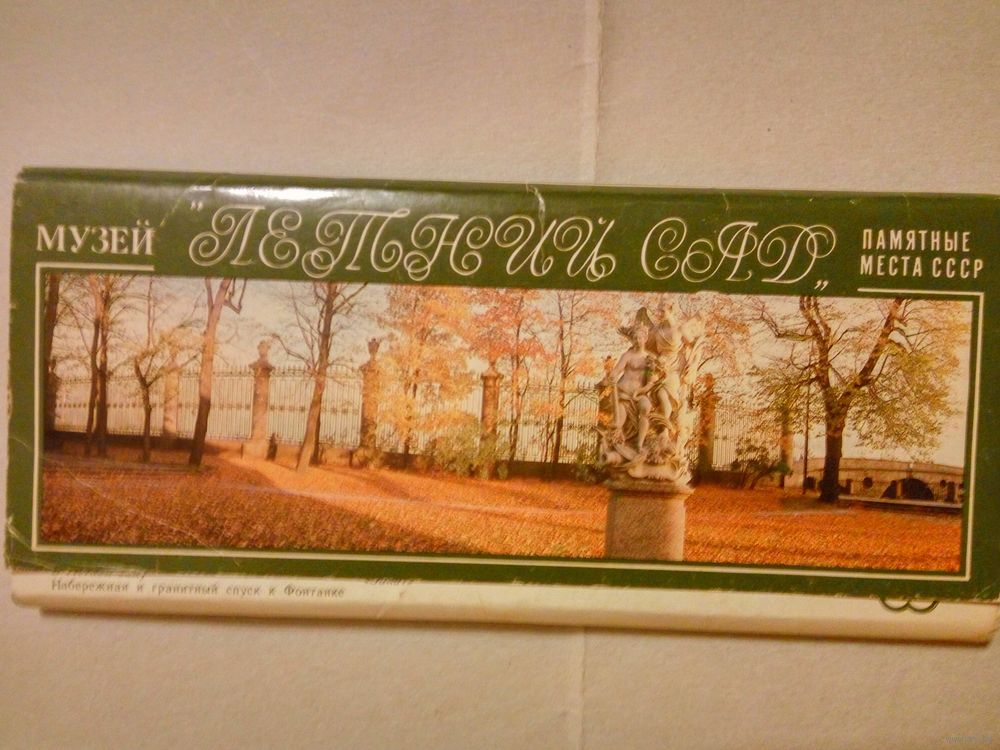 МУЗЕЙ
"ЛЕТНИЙ САД"
ПАМЯТНЫЕ
МЕСТА СССР
Набережная и гранитный спуск к Фонтанке